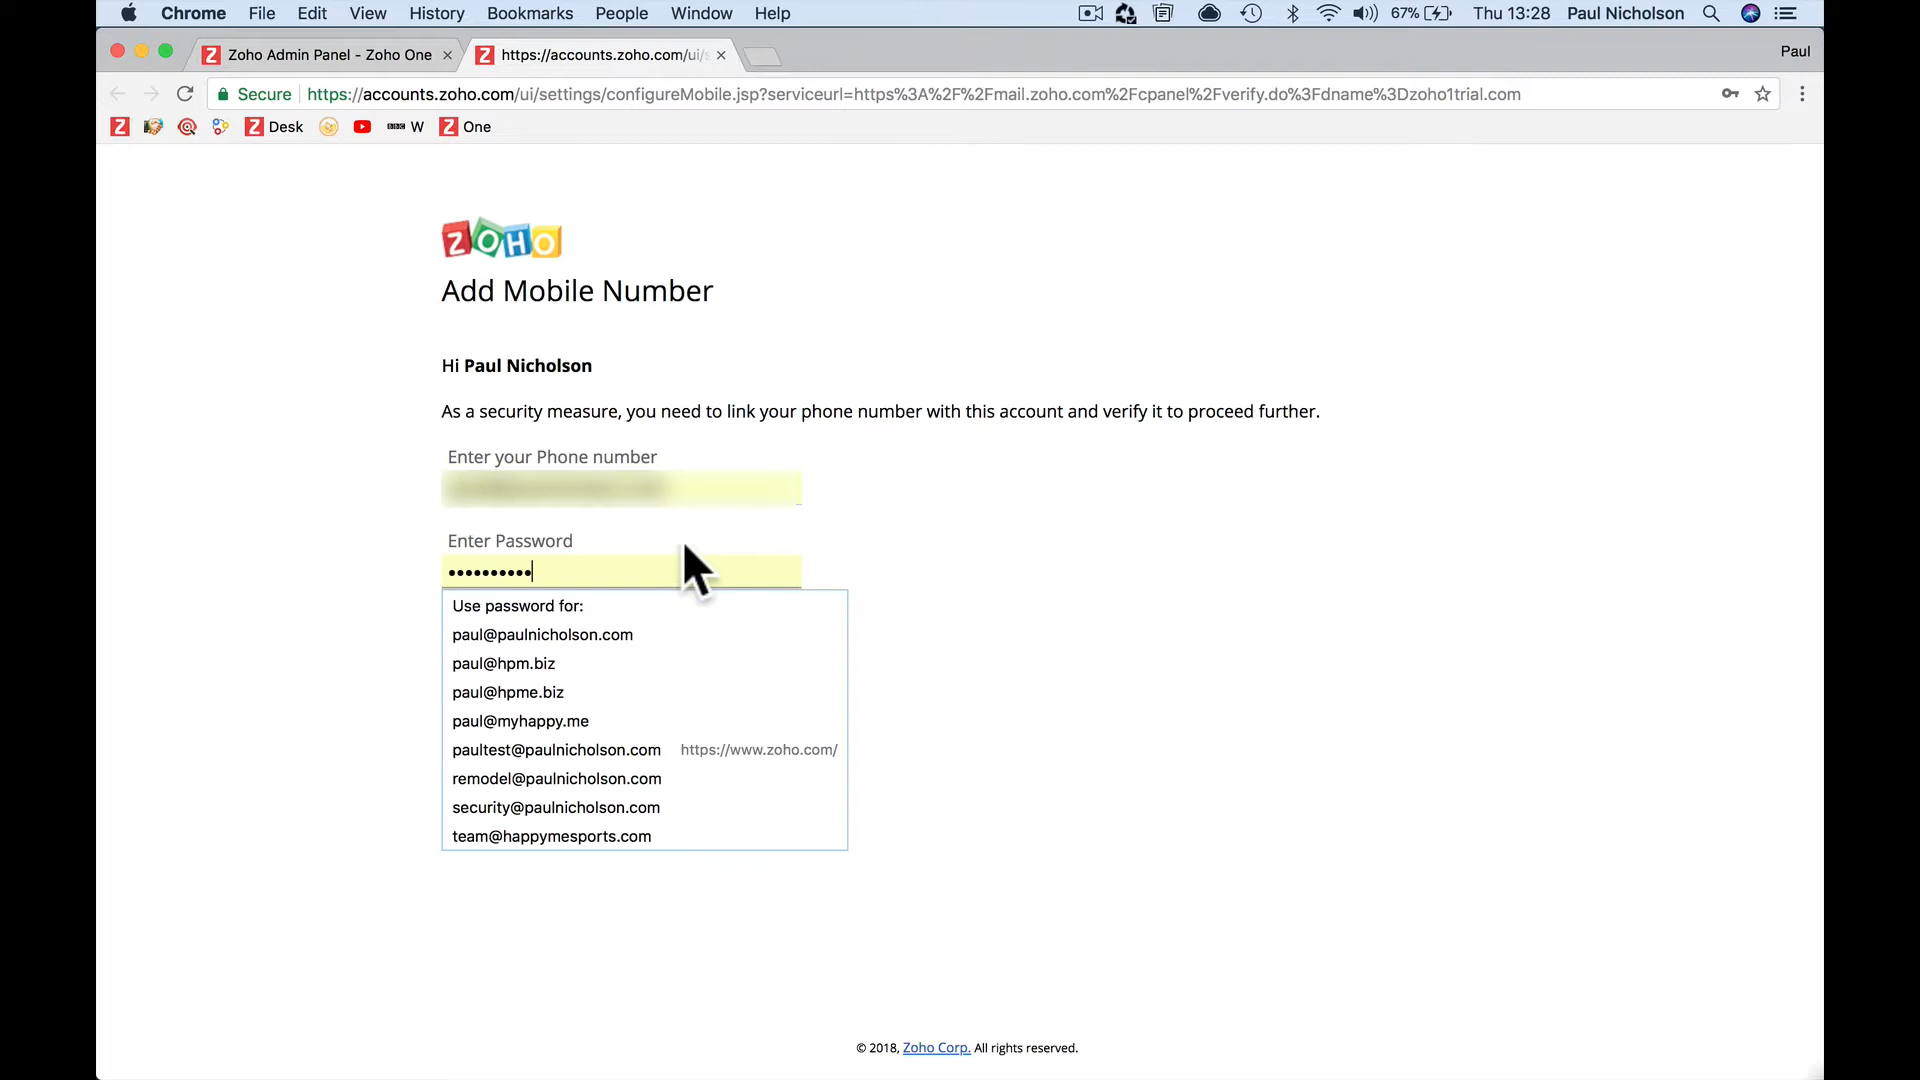 Chrome File Edit View History Bookmarks People Window Help 67% Thu 13:28 Paul Nicholson
Zoho Admin Panel - Zoho One https://accounts.zoho.com/ui/s Paul
Secure https://accounts.zoho.com/ui/settings/configureMobile.jsp?serviceurl=https%3A%2F%2Fmail.zoho.com%2Fcpanel%2Fverify.do%3Fdname%3Dzoho1trial.com
Z Z Desk BBC W Z One
ZOHO
Add Mobile Number
Hi Paul Nicholson
As a security measure, you need to link your phone number with this account and verify it to proceed further.
Enter your Phone number
Enter Password
••••••••••
Use password for:
paul@paulnicholson.com
paul@hpm.biz
paul@hpme.biz
paul@myhappy.me
paultest@paulnicholson.com https://www.zoho.com/
remodel@paulnicholson.com
security@paulnicholson.com
team@happymesports.com
© 2018, Zoho Corp. All rights reserved.